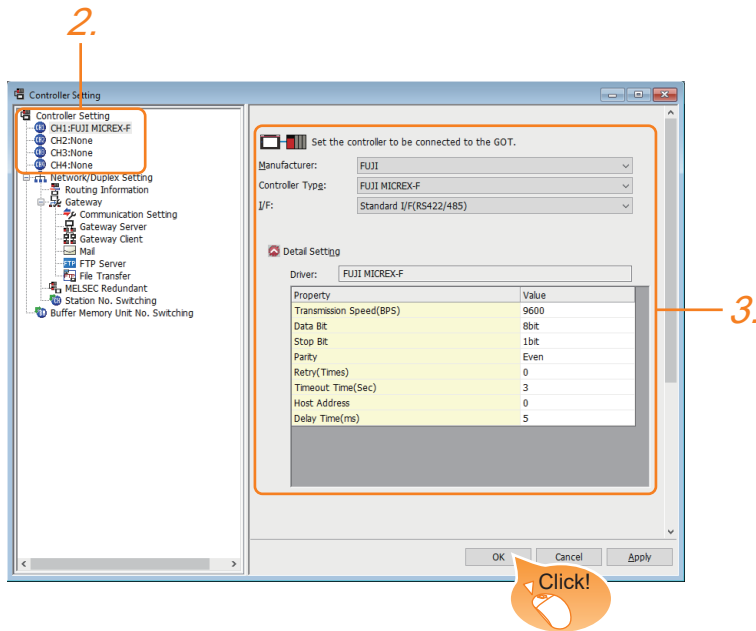 2.
Controller Setting
Controller Setting
CH1:FUJI MICREX-F
CH2:None
CH3:None
CH4:None
Network/Duplex Setting
Routing Information
Gateway
Communication Setting
Gateway Server
Gateway Client
Mail
FTP Server
File Transfer
MELSEC Redundant
Station No. Switching
Buffer Memory Unit No. Switching
Set the controller to be connected to the GOT.
Manufacturer: FUJI
Controller Type: FUJI MICREX-F
I/F: Standard I/F(RS422/485)
Detail Setting
Driver: FUJI MICREX-F
Property Value
Transmission Speed(BPS) 9600
Data Bit 8bit
Stop Bit 1bit
Parity Even
Retry(Times) 0
Timeout Time(Sec) 3
Host Address 0
Delay Time(ms) 5
3.
OK Cancel Apply
Click!